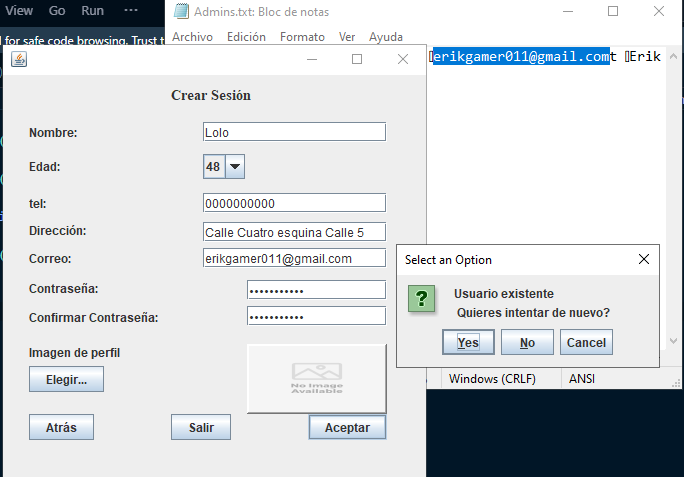 View Go Run ···
Admins.txt: Bloc de notas
for safe code browsing. Trust t
Archivo Edición Formato Ver Ayuda
erikgamer011@gmail.comt Erik
Crear Sesión
Nombre: Lolo
Edad: 48
tel: 0000000000
Dirección: Calle Cuatro esquina Calle 5
Correo: erikgamer011@gmail.com
Contraseña: •••••••••••
Confirmar Contraseña: •••••••••••
Imagen de perfil
Elegir...
No Image
Available
Atrás Salir Aceptar
Select an Option
?
Usuario existente
Quieres intentar de nuevo?
Yes No Cancel
Windows (CRLF) ANSI